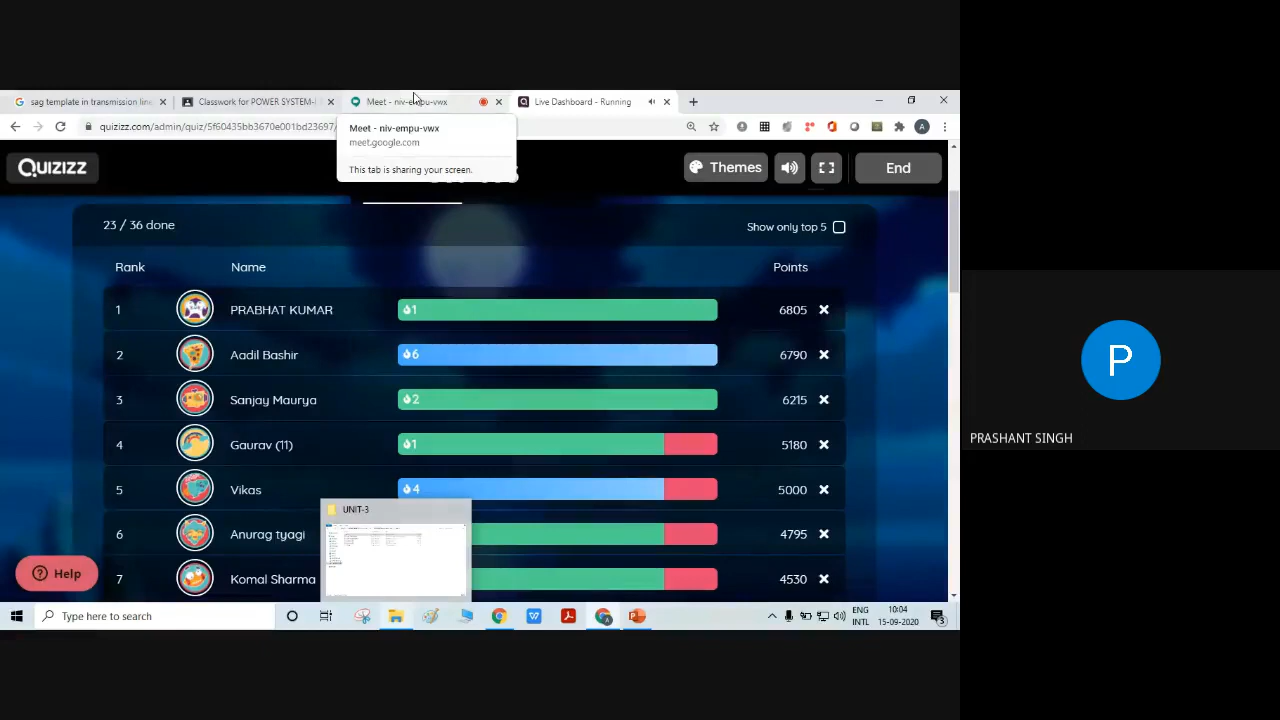 sag template in transmission line
Classwork for POWER SYSTEM-I
Meet - niv-empu-vwx
Live Dashboard - Running
quizizz.com/admin/quiz/5f60435bb3670e001bd23697/
A
Meet - niv-empu-vwx
meet.google.com
This tab is sharing your screen.
Quizizz
Themes
End
23 / 36 done
Show only top 5
Rank
Name
Points
1
PRABHAT KUMAR
1
6805
2
Aadil Bashir
6
6790
3
Sanjay Maurya
2
6215
4
Gaurav (11)
1
5180
5
Vikas
4
5000
UNIT-3
6
Anurag tyagi
4795
7
Komal Sharma
4530
Help
Type here to search
ENG
INTL
10:04
15-09-2020
3
P
PRASHANT SINGH